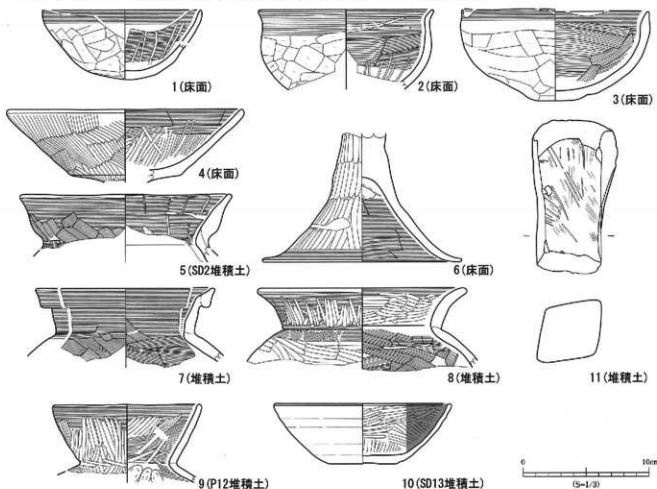 1(床面)
2(床面)
3(床面)
4(床面)
5(SD2堆積土)
6(床面)
7(堆積土)
8(堆積土)
11(堆積土)
9(P12堆積土)
10(SD13堆積土)
0 10cm
(S=1/3)